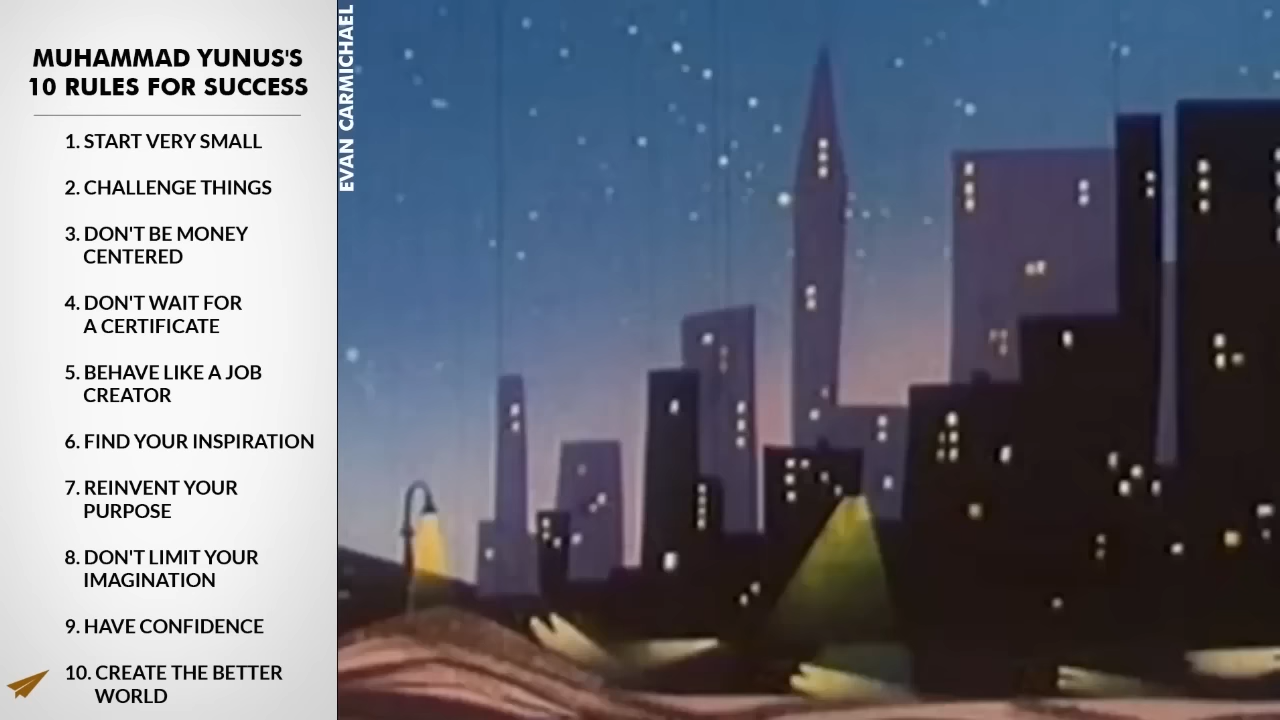 MUHAMMAD YUNUS'S
10 RULES FOR SUCCESS
1. START VERY SMALL
2. CHALLENGE THINGS
3. DON'T BE MONEY
CENTERED
4. DON'T WAIT FOR
A CERTIFICATE
5. BEHAVE LIKE A JOB
CREATOR
6. FIND YOUR INSPIRATION
7. REINVENT YOUR
PURPOSE
8. DON'T LIMIT YOUR
IMAGINATION
9. HAVE CONFIDENCE
10. CREATE THE BETTER
WORLD
EVAN CARMICHAEL